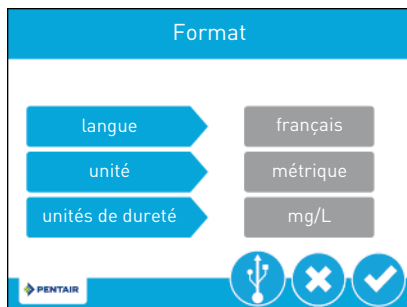 Format
langue français
unité métrique
unités de dureté mg/L
PENTAIR